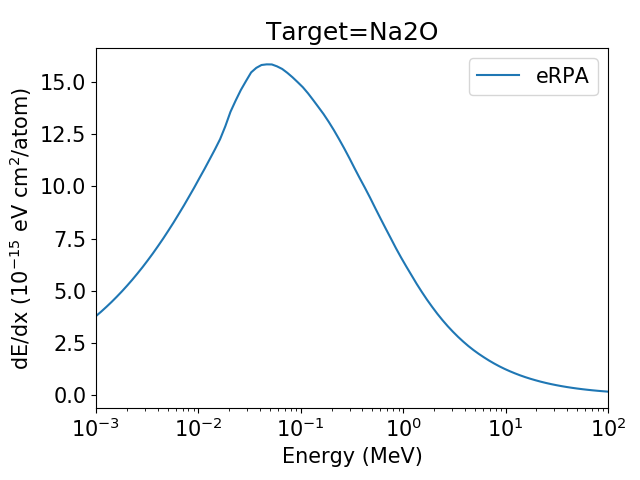 Target=Na2O
eRPA
dE/dx (10⁻¹⁵ eV cm²/atom)
15.0
12.5
10.0
7.5
5.0
2.5
0.0
10⁻³ 10⁻² 10⁻¹ 10⁰ 10¹ 10²
Energy (MeV)